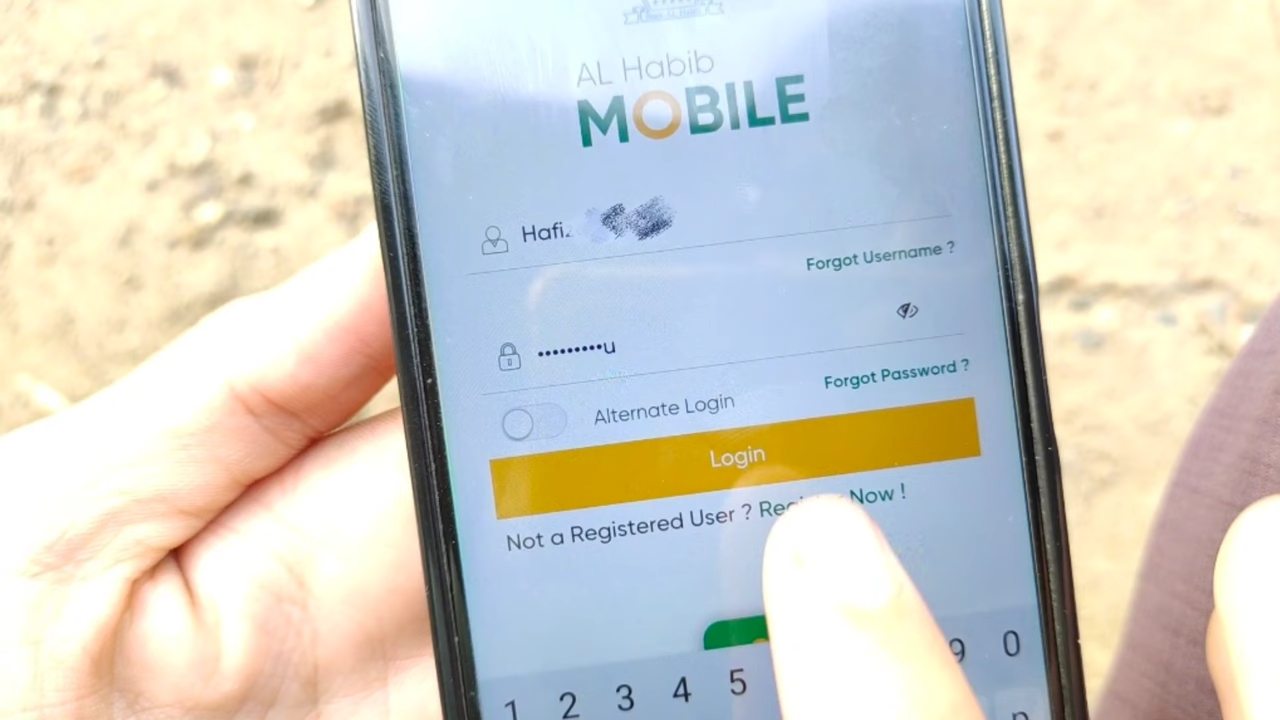 AL Habib
MOBILE
Hafi
Forgot Username ?
•••••••••u
Forgot Password ?
Alternate Login
Login
Not a Registered User ? Now !
1 2 3 4 5 9 0
p